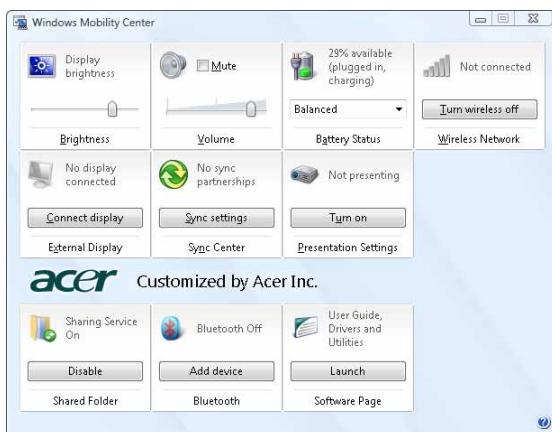 Windows Mobility Center
Display
brightness
Brightness
Mute
Volume
29% available
(plugged in,
charging)
Balanced
Battery Status
Not connected
Turn wireless off
Wireless Network
No display
connected
Connect display
External Display
No sync
partnerships
Sync settings
Sync Center
Not presenting
Turn on
Presentation Settings
acer Customized by Acer Inc.
Sharing Service
On
Disable
Shared Folder
Bluetooth Off
Add device
Bluetooth
User Guide,
Drivers and
Utilities
Launch
Software Page